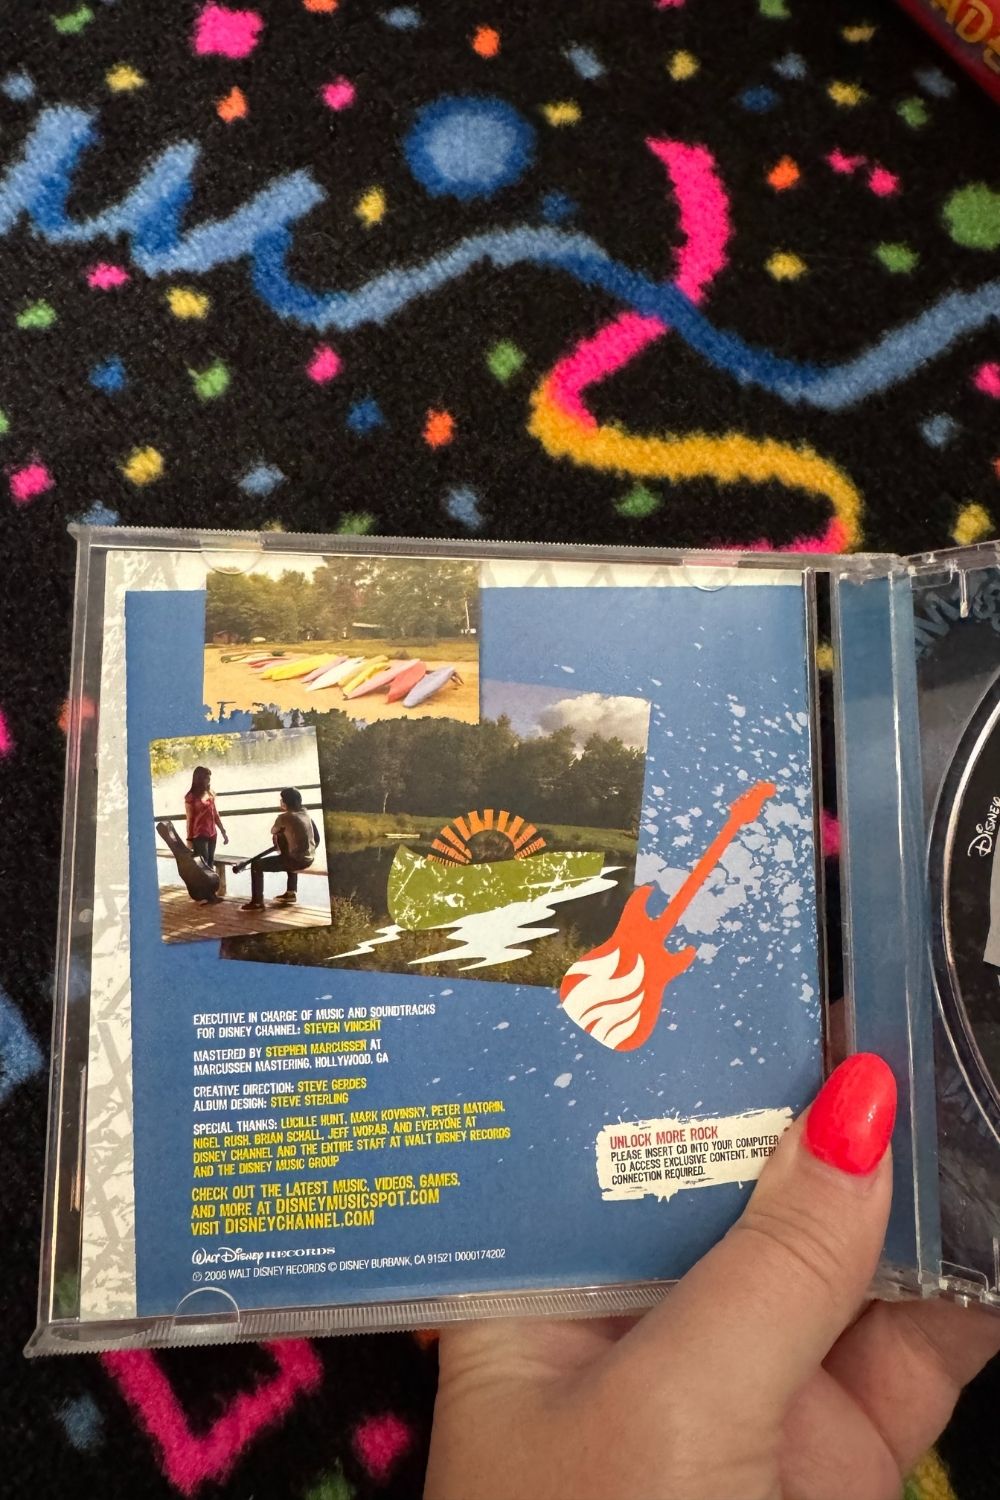 EXECUTIVE IN CHARGE OF MUSIC AND SOUNDTRACKS
FOR DISNEY CHANNEL: STEVEN VINCENT
MASTERED BY STEPHEN MARCUSSEN AT
MARCUSSEN MASTERING, HOLLYWOOD, CA
CREATIVE DIRECTION: STEVE GERDES
ALBUM DESIGN: STEVE STERLING
SPECIAL THANKS: LUCILLE HUNT, MARK KOVINSKY, PETER MATORIN,
NIGEL RUSH, BRIAN SCHALL, JEFF IVORAB, AND EVERYONE AT
DISNEY CHANNEL AND THE ENTIRE STAFF AT WALT DISNEY RECORDS
AND THE DISNEY MUSIC GROUP
CHECK OUT THE LATEST MUSIC, VIDEOS, GAMES,
AND MORE AT DISNEYMUSICSPOT.COM
VISIT DISNEYCHANNEL.COM
WALT DISNEY RECORDS
℗ 2008 WALT DISNEY RECORDS © DISNEY BURBANK, CA 91521 D000174202
UNLOCK MORE ROCK
PLEASE INSERT CD INTO YOUR COMPUTER
TO ACCESS EXCLUSIVE CONTENT. INTER
CONNECTION REQUIRED.
DISNEY